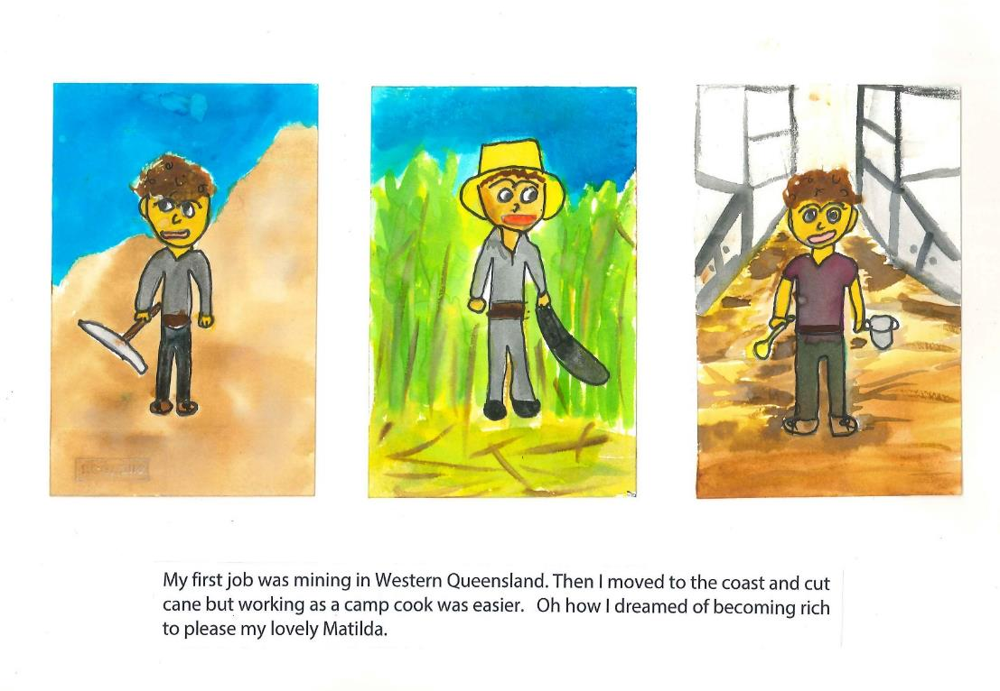 My first job was mining in Western Queensland. Then I moved to the coast and cut
cane but working as a camp cook was easier. Oh how I dreamed of becoming rich
to please my lovely Matilda.